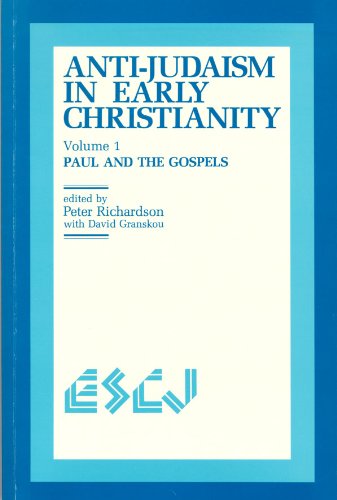 ANTI-JUDAISM
IN EARLY
CHRISTIANITY
Volume 1
PAUL AND THE GOSPELS
edited by
Peter Richardson
with David Granskou
ESCJ